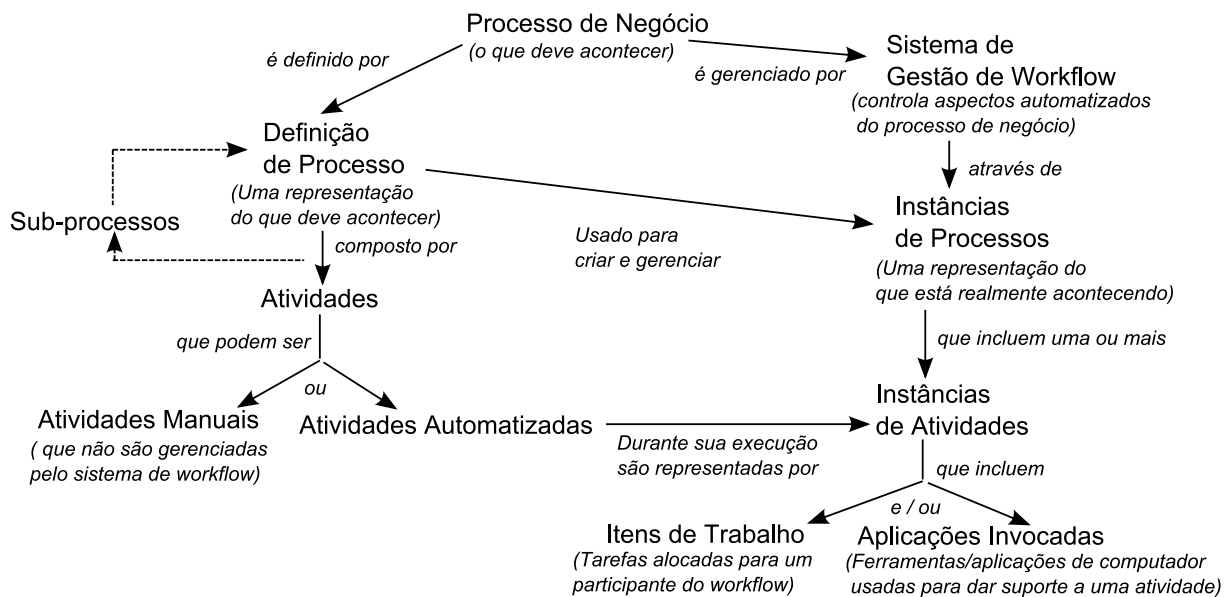 Processo de Negócio
(o que deve acontecer)
é definido por
é gerenciado por
Sistema de
Gestão de Workflow
(controla aspectos automatizados
do processo de negócio)
Definição
de Processo
(Uma representação
do que deve acontecer)
através de
Sub-processos
composto por
Usado para
criar e gerenciar
Instâncias
de Processos
(Uma representação do
que está realmente acontecendo)
Atividades
que podem ser
ou
que incluem uma ou mais
Atividades Manuais
( que não são gerenciadas
pelo sistema de workflow)
Atividades Automatizadas
Durante sua execução
são representadas por
Instâncias
de Atividades
que incluem
e / ou
Itens de Trabalho
(Tarefas alocadas para um
participante do workflow)
Aplicações Invocadas
(Ferramentas/aplicações de computador
usadas para dar suporte a uma atividade)